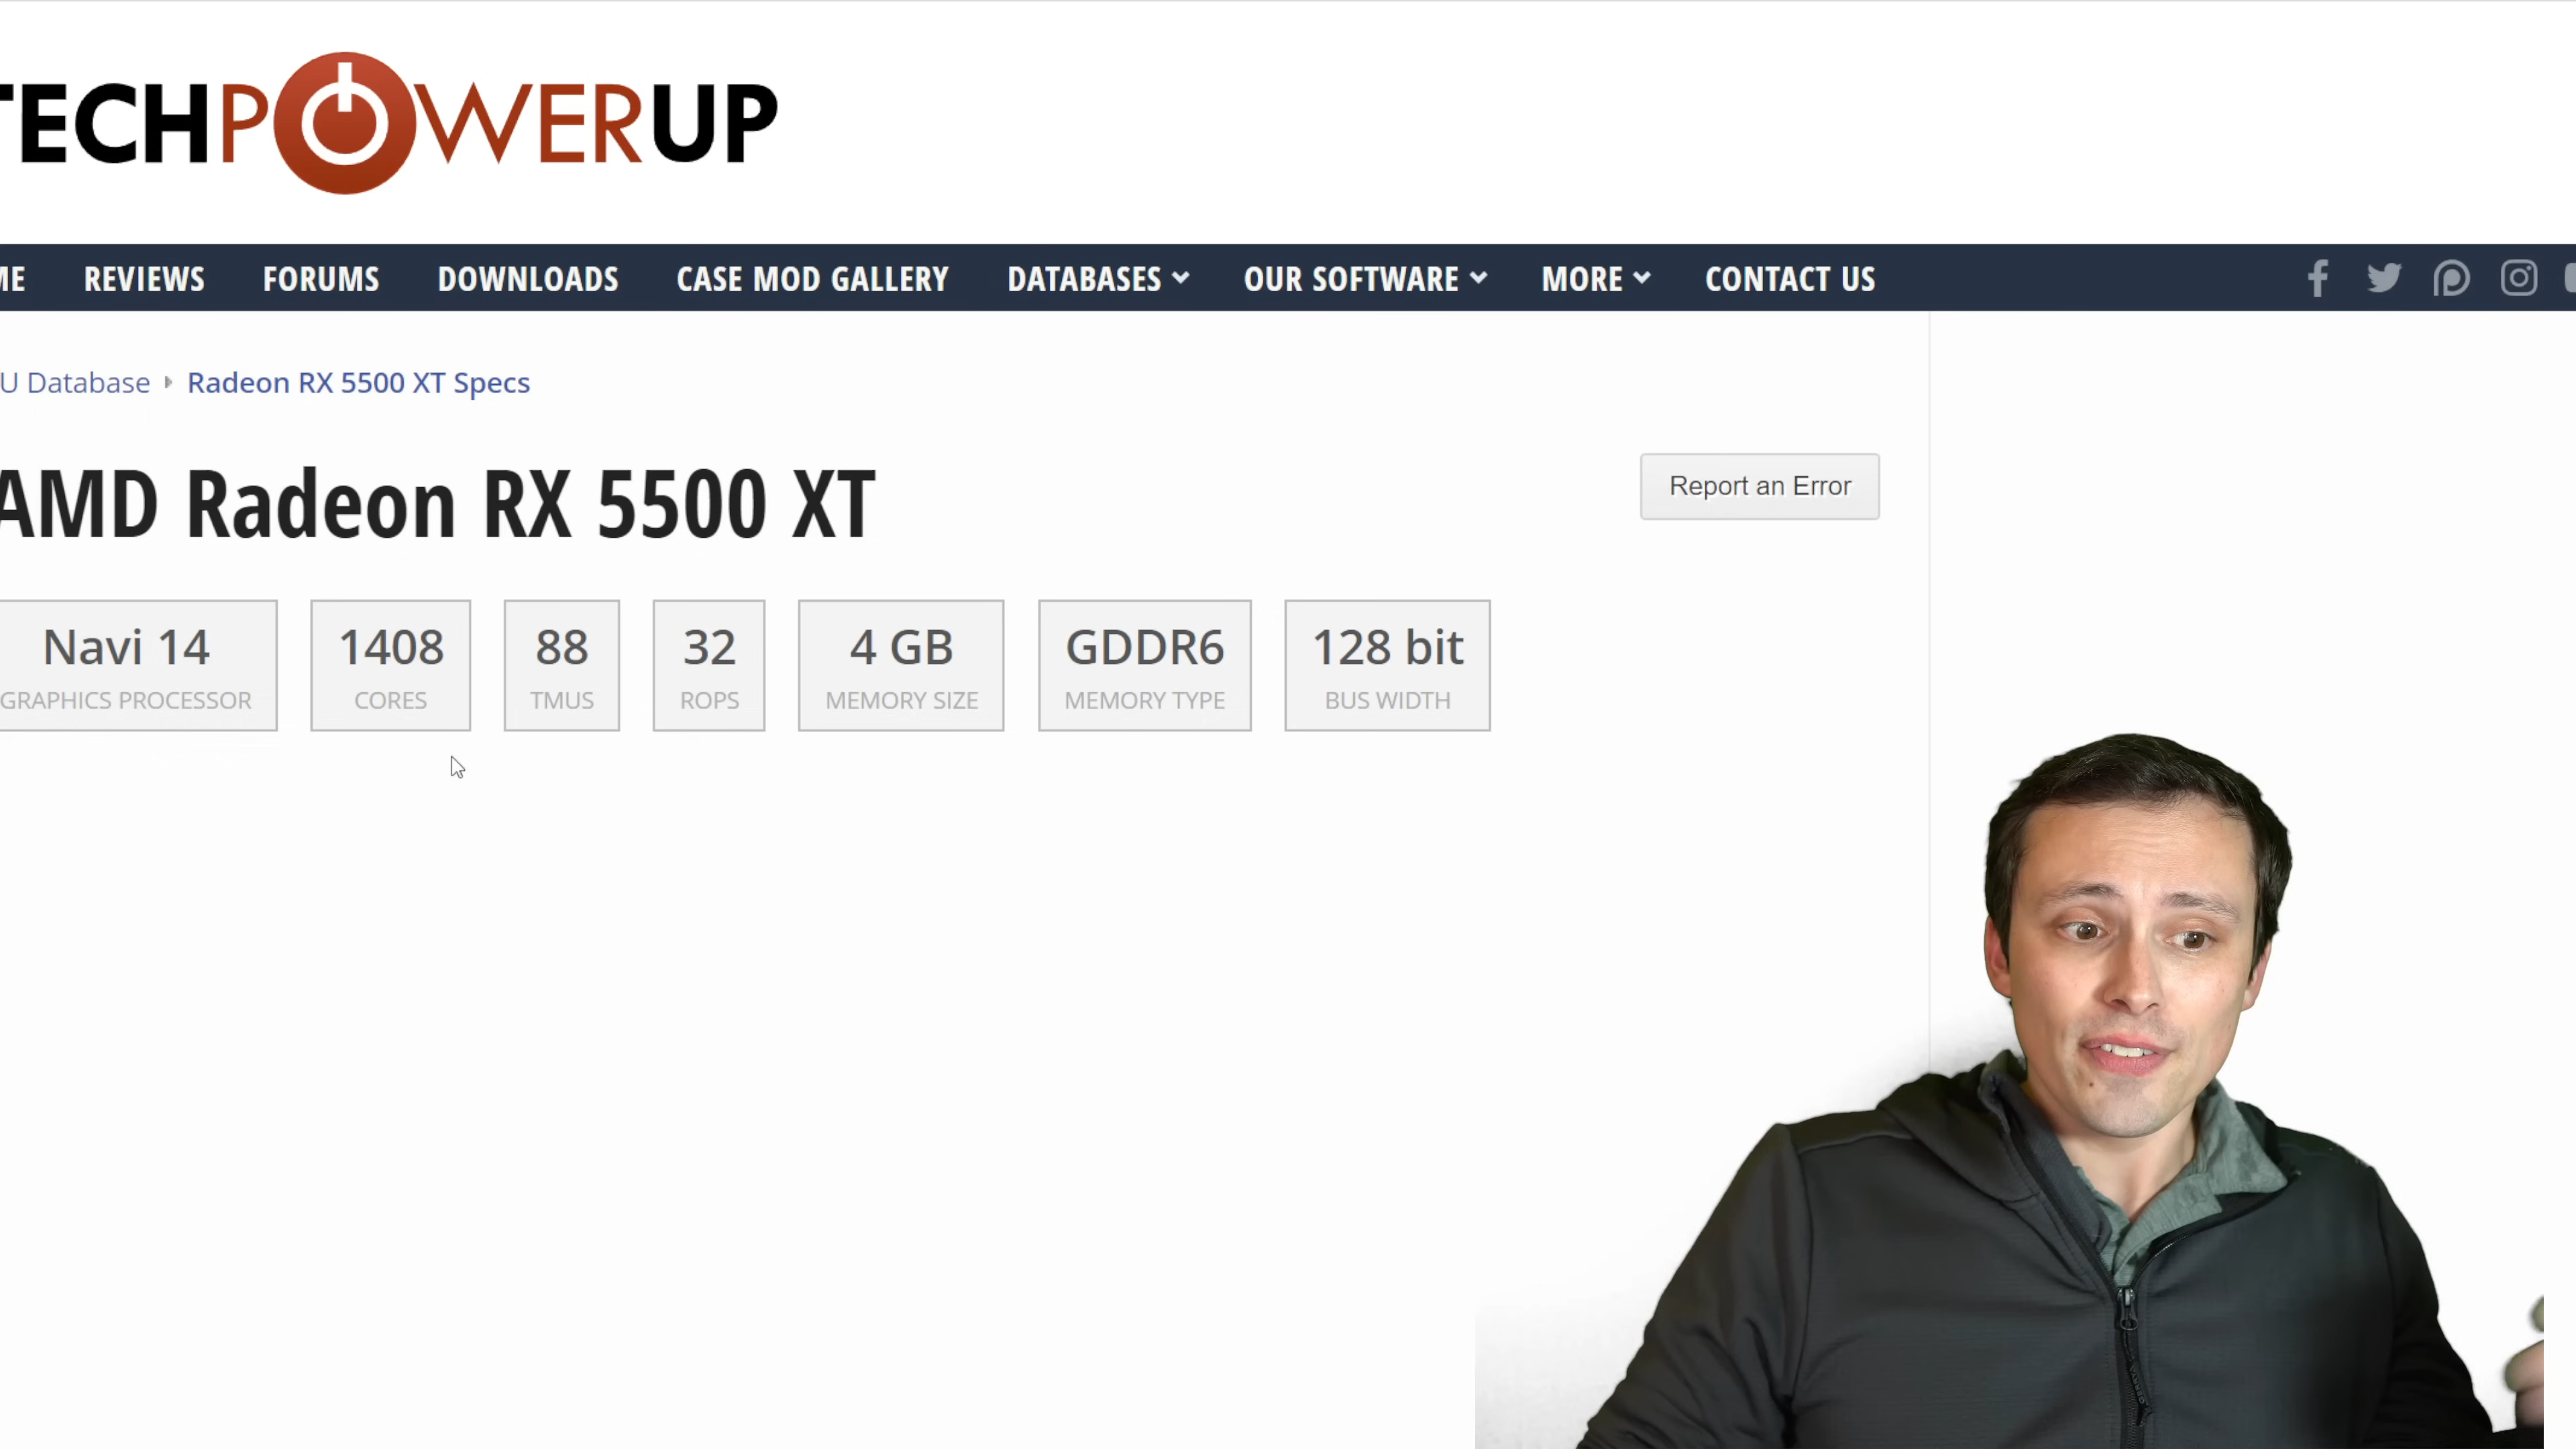 TECHPOWERUP
ME REVIEWS FORUMS DOWNLOADS CASE MOD GALLERY DATABASES OUR SOFTWARE MORE CONTACT US
U Database Radeon RX 5500 XT Specs
AMD Radeon RX 5500 XT
Report an Error
Navi 14 1408 88 32 4 GB GDDR6 128 bit
GRAPHICS PROCESSOR CORES TMUS ROPS MEMORY SIZE MEMORY TYPE BUS WIDTH